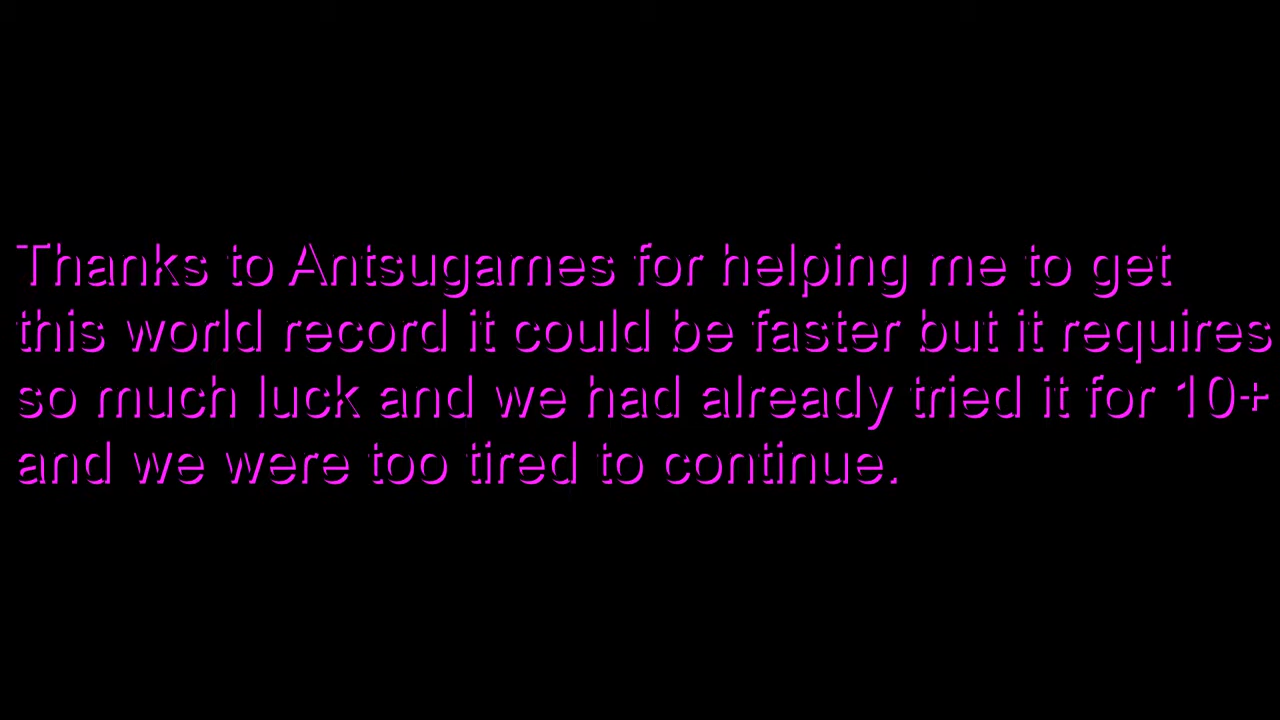 Thanks to Antsugames for helping me to get
this world record it could be faster but it requires
so much luck and we had already tried it for 10+
and we were too tired to continue.